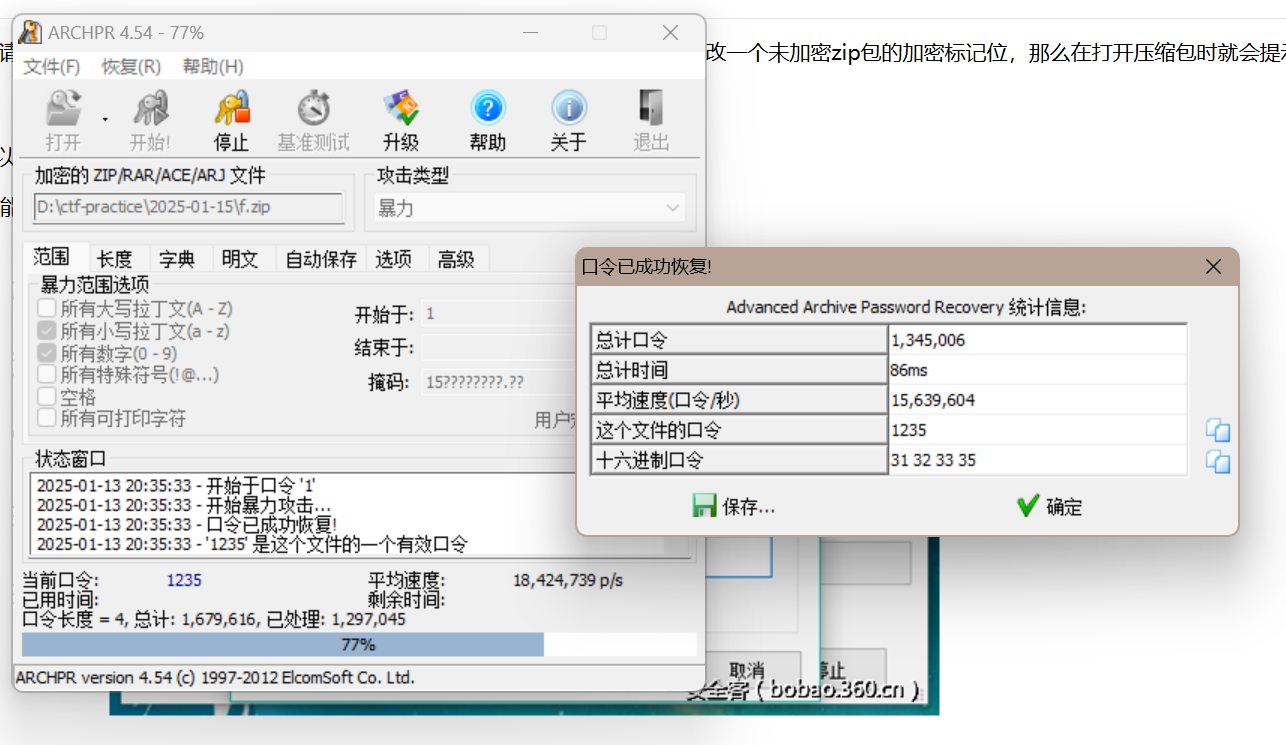 ARCHPR 4.54 - 77%
请
改一个未加密zip包的加密标记位，那么在打开压缩包时就会提示
文件(F) 恢复(R) 帮助(H)
打开 开始! 停止 基准测试 升级 帮助 关于 退出
以
能
加密的 ZIP/RAR/ACE/ARJ 文件
D:\ctf-practice\2025-01-15\f.zip
攻击类型
暴力
范围 长度 字典 明文 自动保存 选项 高级
暴力范围选项
所有大写拉丁文(A - Z)
所有小写拉丁文(a - z)
所有数字(0 - 9)
所有特殊符号(!@...)
空格
所有可打印字符
开始于: 1
结束于:
掩码: 15????????.??
用户
状态窗口
2025-01-13 20:35:33 - 开始于口令 '1'
2025-01-13 20:35:33 - 开始暴力攻击...
2025-01-13 20:35:33 - 口令已成功恢复!
2025-01-13 20:35:33 - '1235' 是这个文件的一个有效口令
当前口令: 1235 平均速度: 18,424,739 p/s
已用时间: 剩余时间:
口令长度 = 4, 总计: 1,679,616, 已处理: 1,297,045
77%
ARCHPR version 4.54 (c) 1997-2012 ElcomSoft Co. Ltd.
口令已成功恢复!
Advanced Archive Password Recovery 统计信息:
总计口令 1,345,006
总计时间 86ms
平均速度(口令/秒) 15,639,604
这个文件的口令 1235
十六进制口令 31 32 33 35
保存... 确定
取消 停止
安全客 ( bobao.360.cn )